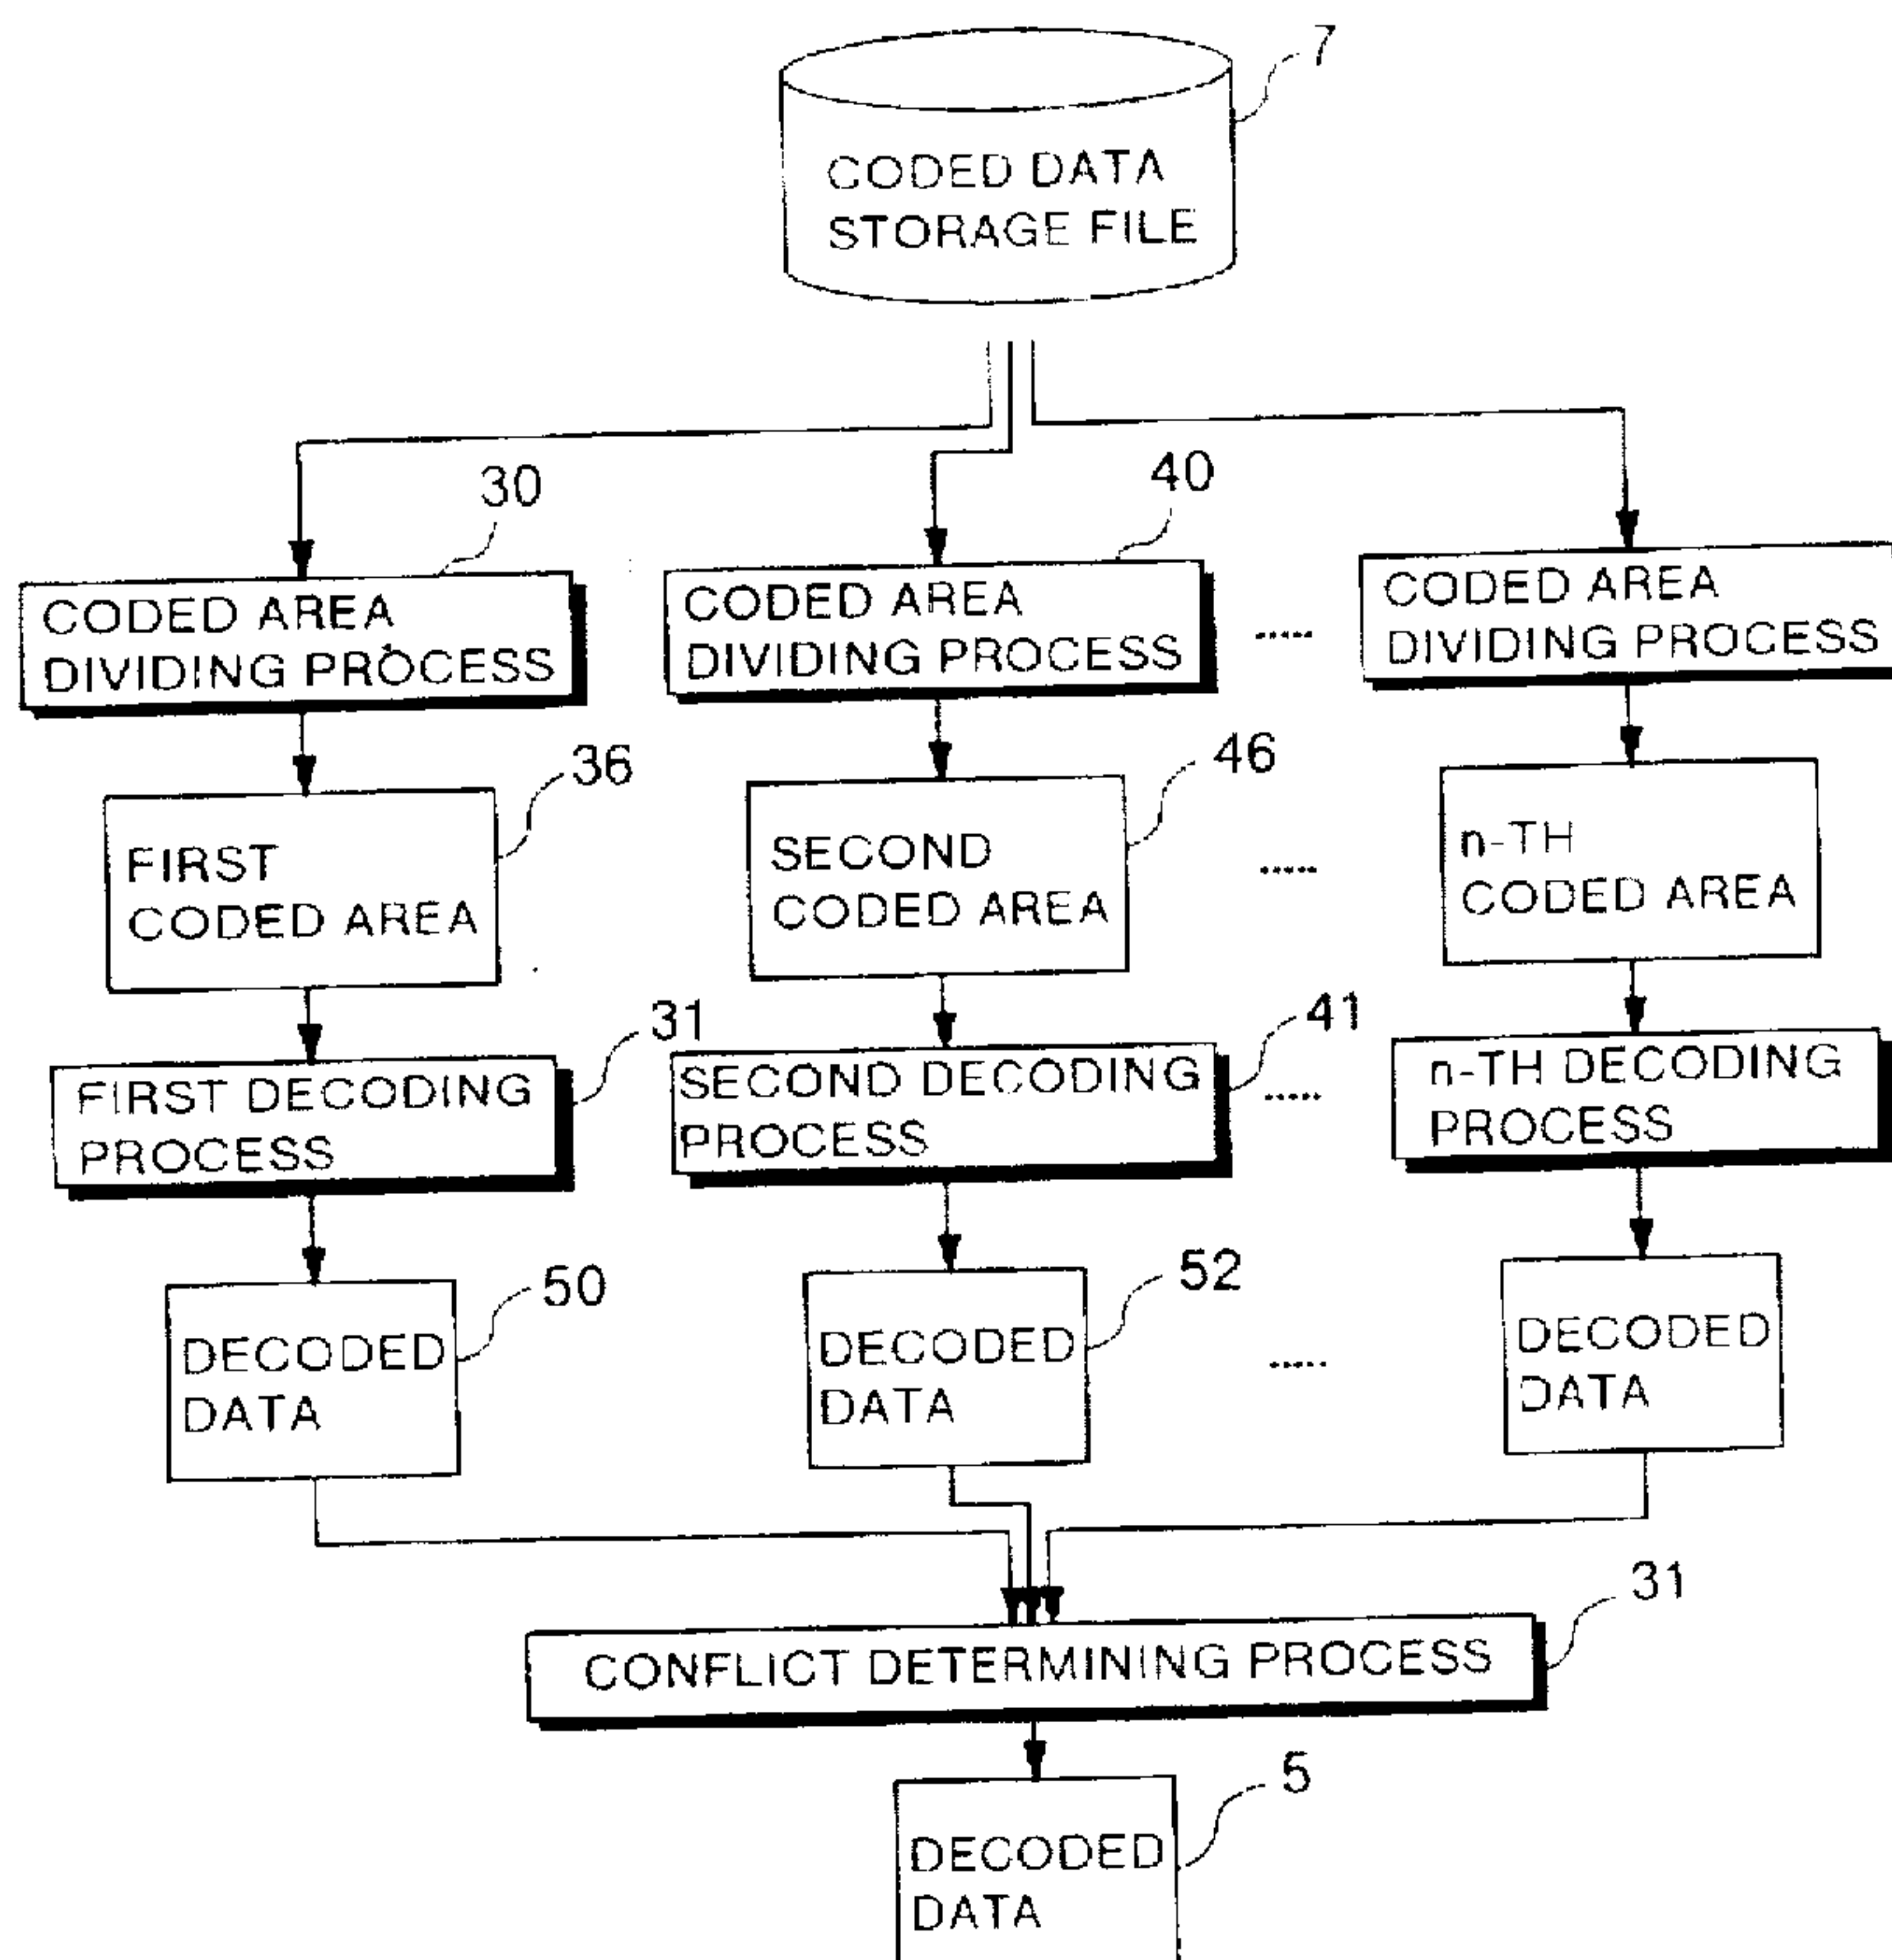 7
CODED DATA
STORAGE FILE
30
40
CODED AREA
DIVIDING PROCESS
CODED AREA
DIVIDING PROCESS
.....
CODED AREA
DIVIDING PROCESS
36
46
FIRST
CODED AREA
SECOND
CODED AREA
.....
n-TH
CODED AREA
31
41
FIRST DECODING
PROCESS
SECOND DECODING
PROCESS
.....
n-TH DECODING
PROCESS
50
52
DECODED
DATA
DECODED
DATA
.....
DECODED
DATA
31
CONFLICT DETERMINING PROCESS
5
DECODED
DATA